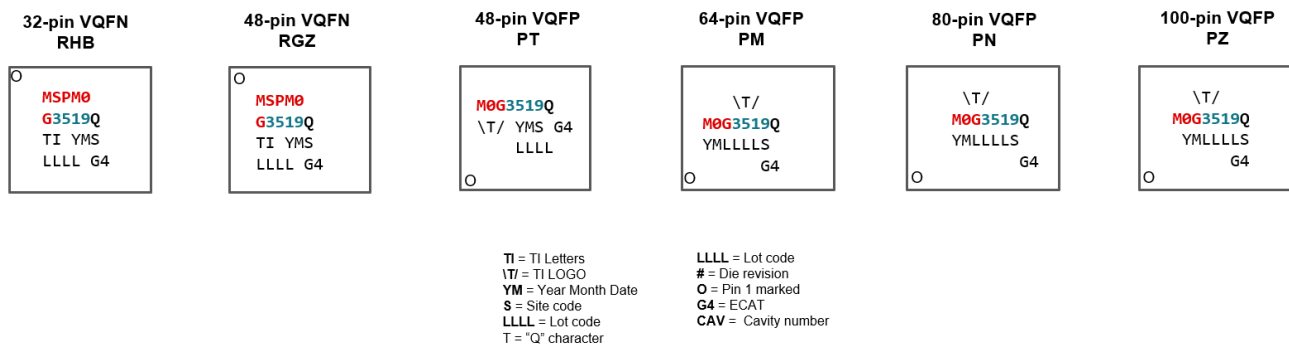 32-pin VQFN
RHB
O
MSPM0
G3519Q
TI YMS
LLLL G4
48-pin VQFN
RGZ
O
MSPM0
G3519Q
TI YMS
LLLL G4
48-pin VQFP
PT
M0G3519Q
\T/ YMS G4
LLLL
O
64-pin VQFP
PM
\T/
M0G3519Q
YMLLLLS
G4
O
80-pin VQFP
PN
\T/
M0G3519Q
YMLLLLS
G4
O
100-pin VQFP
PZ
\T/
M0G3519Q
YMLLLLS
G4
O
TI = TI Letters
\T/ = TI LOGO
YM = Year Month Date
S = Site code
LLLL = Lot code
T = "Q" character
LLLL = Lot code
# = Die revision
O = Pin 1 marked
G4 = ECAT
CAV = Cavity number